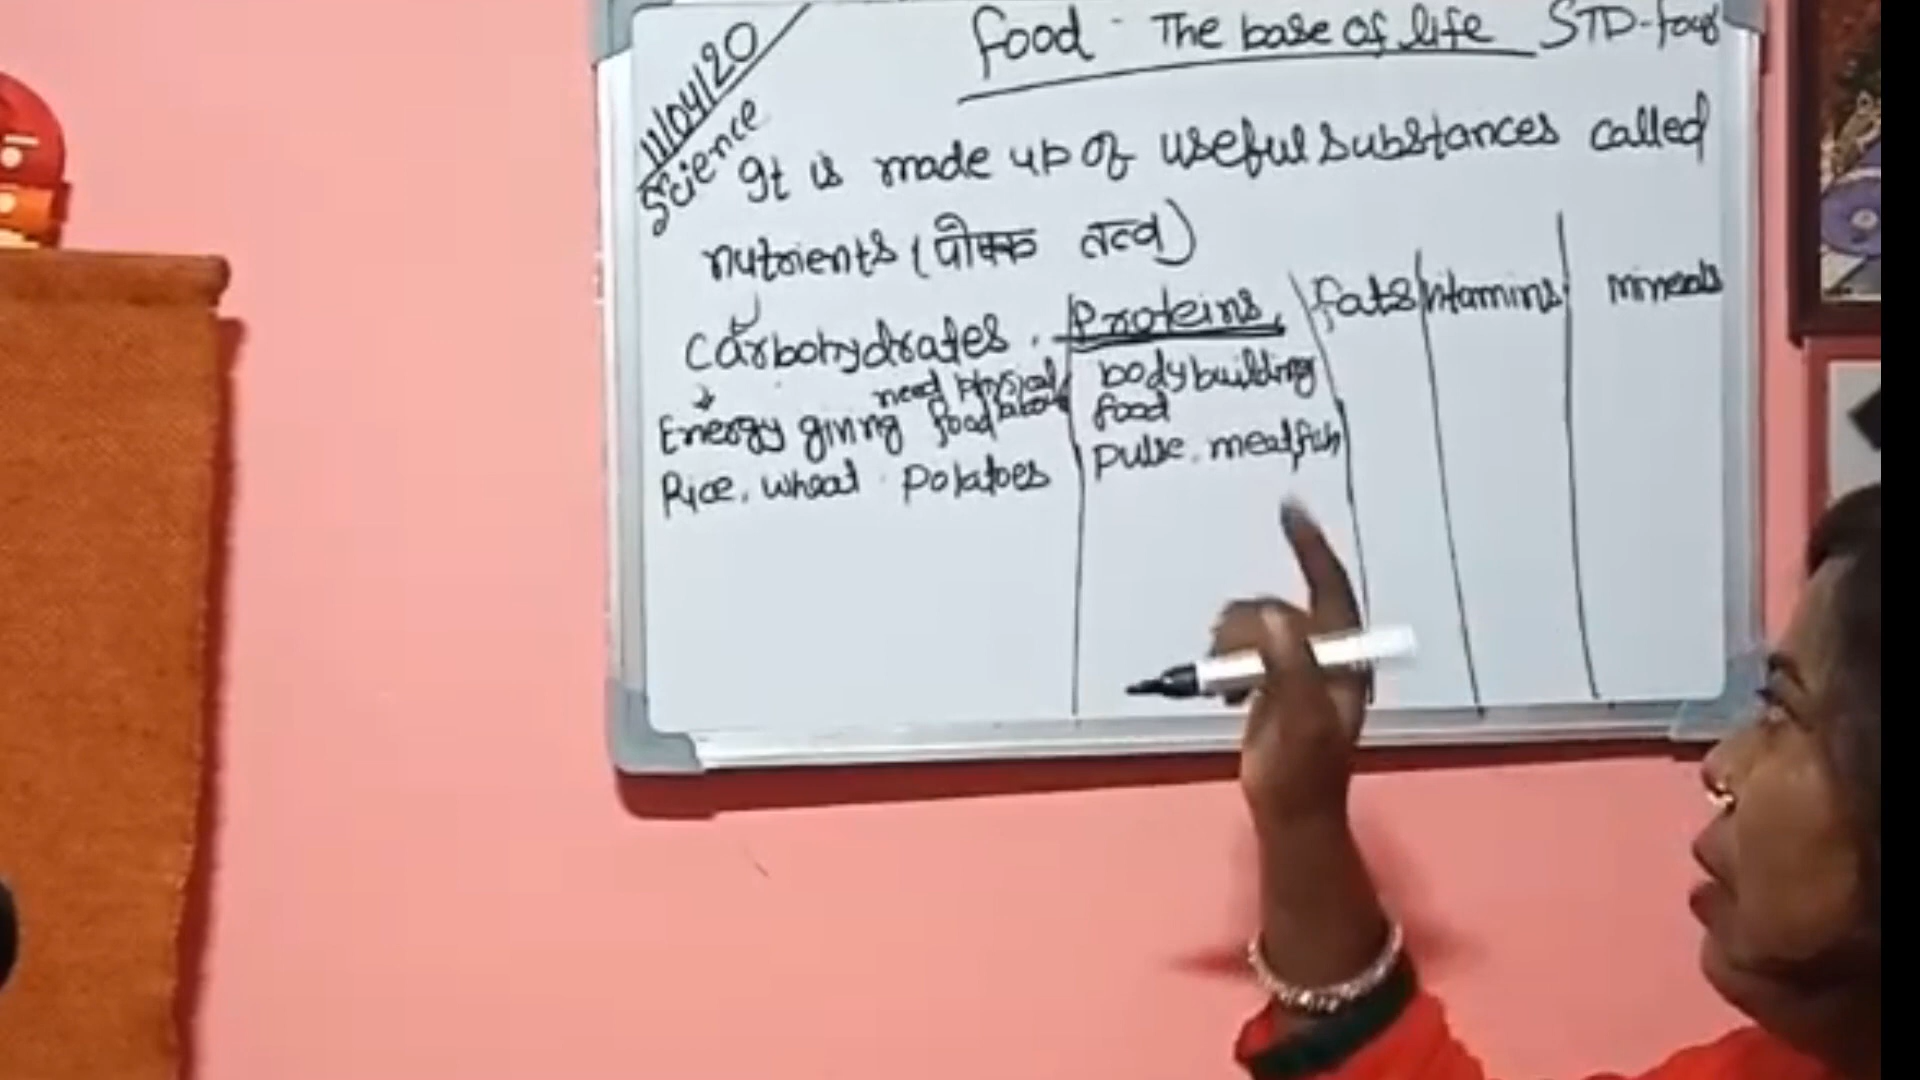 11/04/20
Science
Food - The base of life STD-four
It is made up of useful substances called
nutrients (पोषक तत्व)
Carbohydrates. Proteins, Fats Vitamins minerals
need physical labour
Energy giving food
Rice, wheat Potatoes
bodybuilding
food
Pulse. meat fish